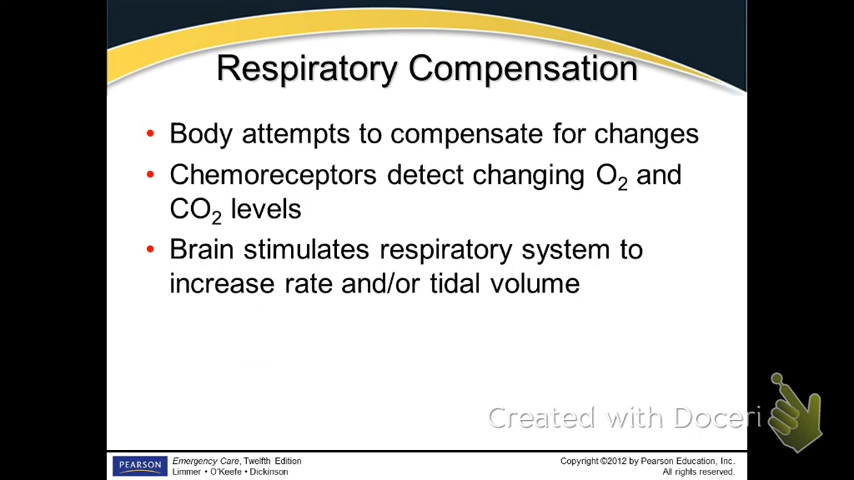 Respiratory Compensation
• Body attempts to compensate for changes
• Chemoreceptors detect changing O₂ and
CO₂ levels
• Brain stimulates respiratory system to
increase rate and/or tidal volume
Created with Doceri
PEARSON
Emergency Care, Twelfth Edition
Limmer • O'Keefe • Dickinson
Copyright ©2012 by Pearson Education, Inc.
All rights reserved.